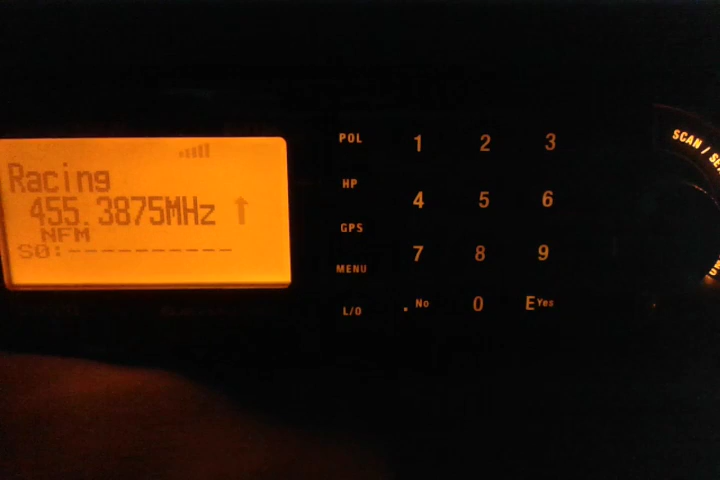 Racing
455.3875MHz ↑
NFM
S0:----------
POL
1 2 3
HP
4 5 6
GPS
7 8 9
MENU
L/O
. No 0 E Yes
SCAN /